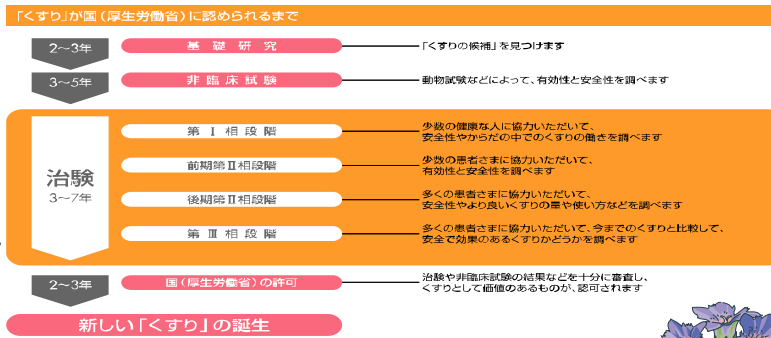 「くすり」が国(厚生労働省)に認められるまで
2～3年
基礎研究
「くすりの候補」を見つけます
3～5年
非臨床試験
動物試験などによって、有効性と安全性を調べます
治験
3～7年
第Ⅰ相段階
少数の健康な人に協力いただいて、
安全性やからだの中でのくすりの働きを調べます
前期第Ⅱ相段階
少数の患者さまに協力いただいて、
有効性と安全性を調べます
後期第Ⅱ相段階
多くの患者さまに協力いただいて、
安全性やより良いくすりの量や使い方などを調べます
第Ⅲ相段階
多くの患者さまに協力いただいて、今までのくすりと比較して、
安全で効果のあるくすりかどうかを調べます
2～3年
国(厚生労働省)の許可
治験や非臨床試験の結果などを十分に審査し、
くすりとして価値のあるものが、認可されます
新しい「くすり」の誕生